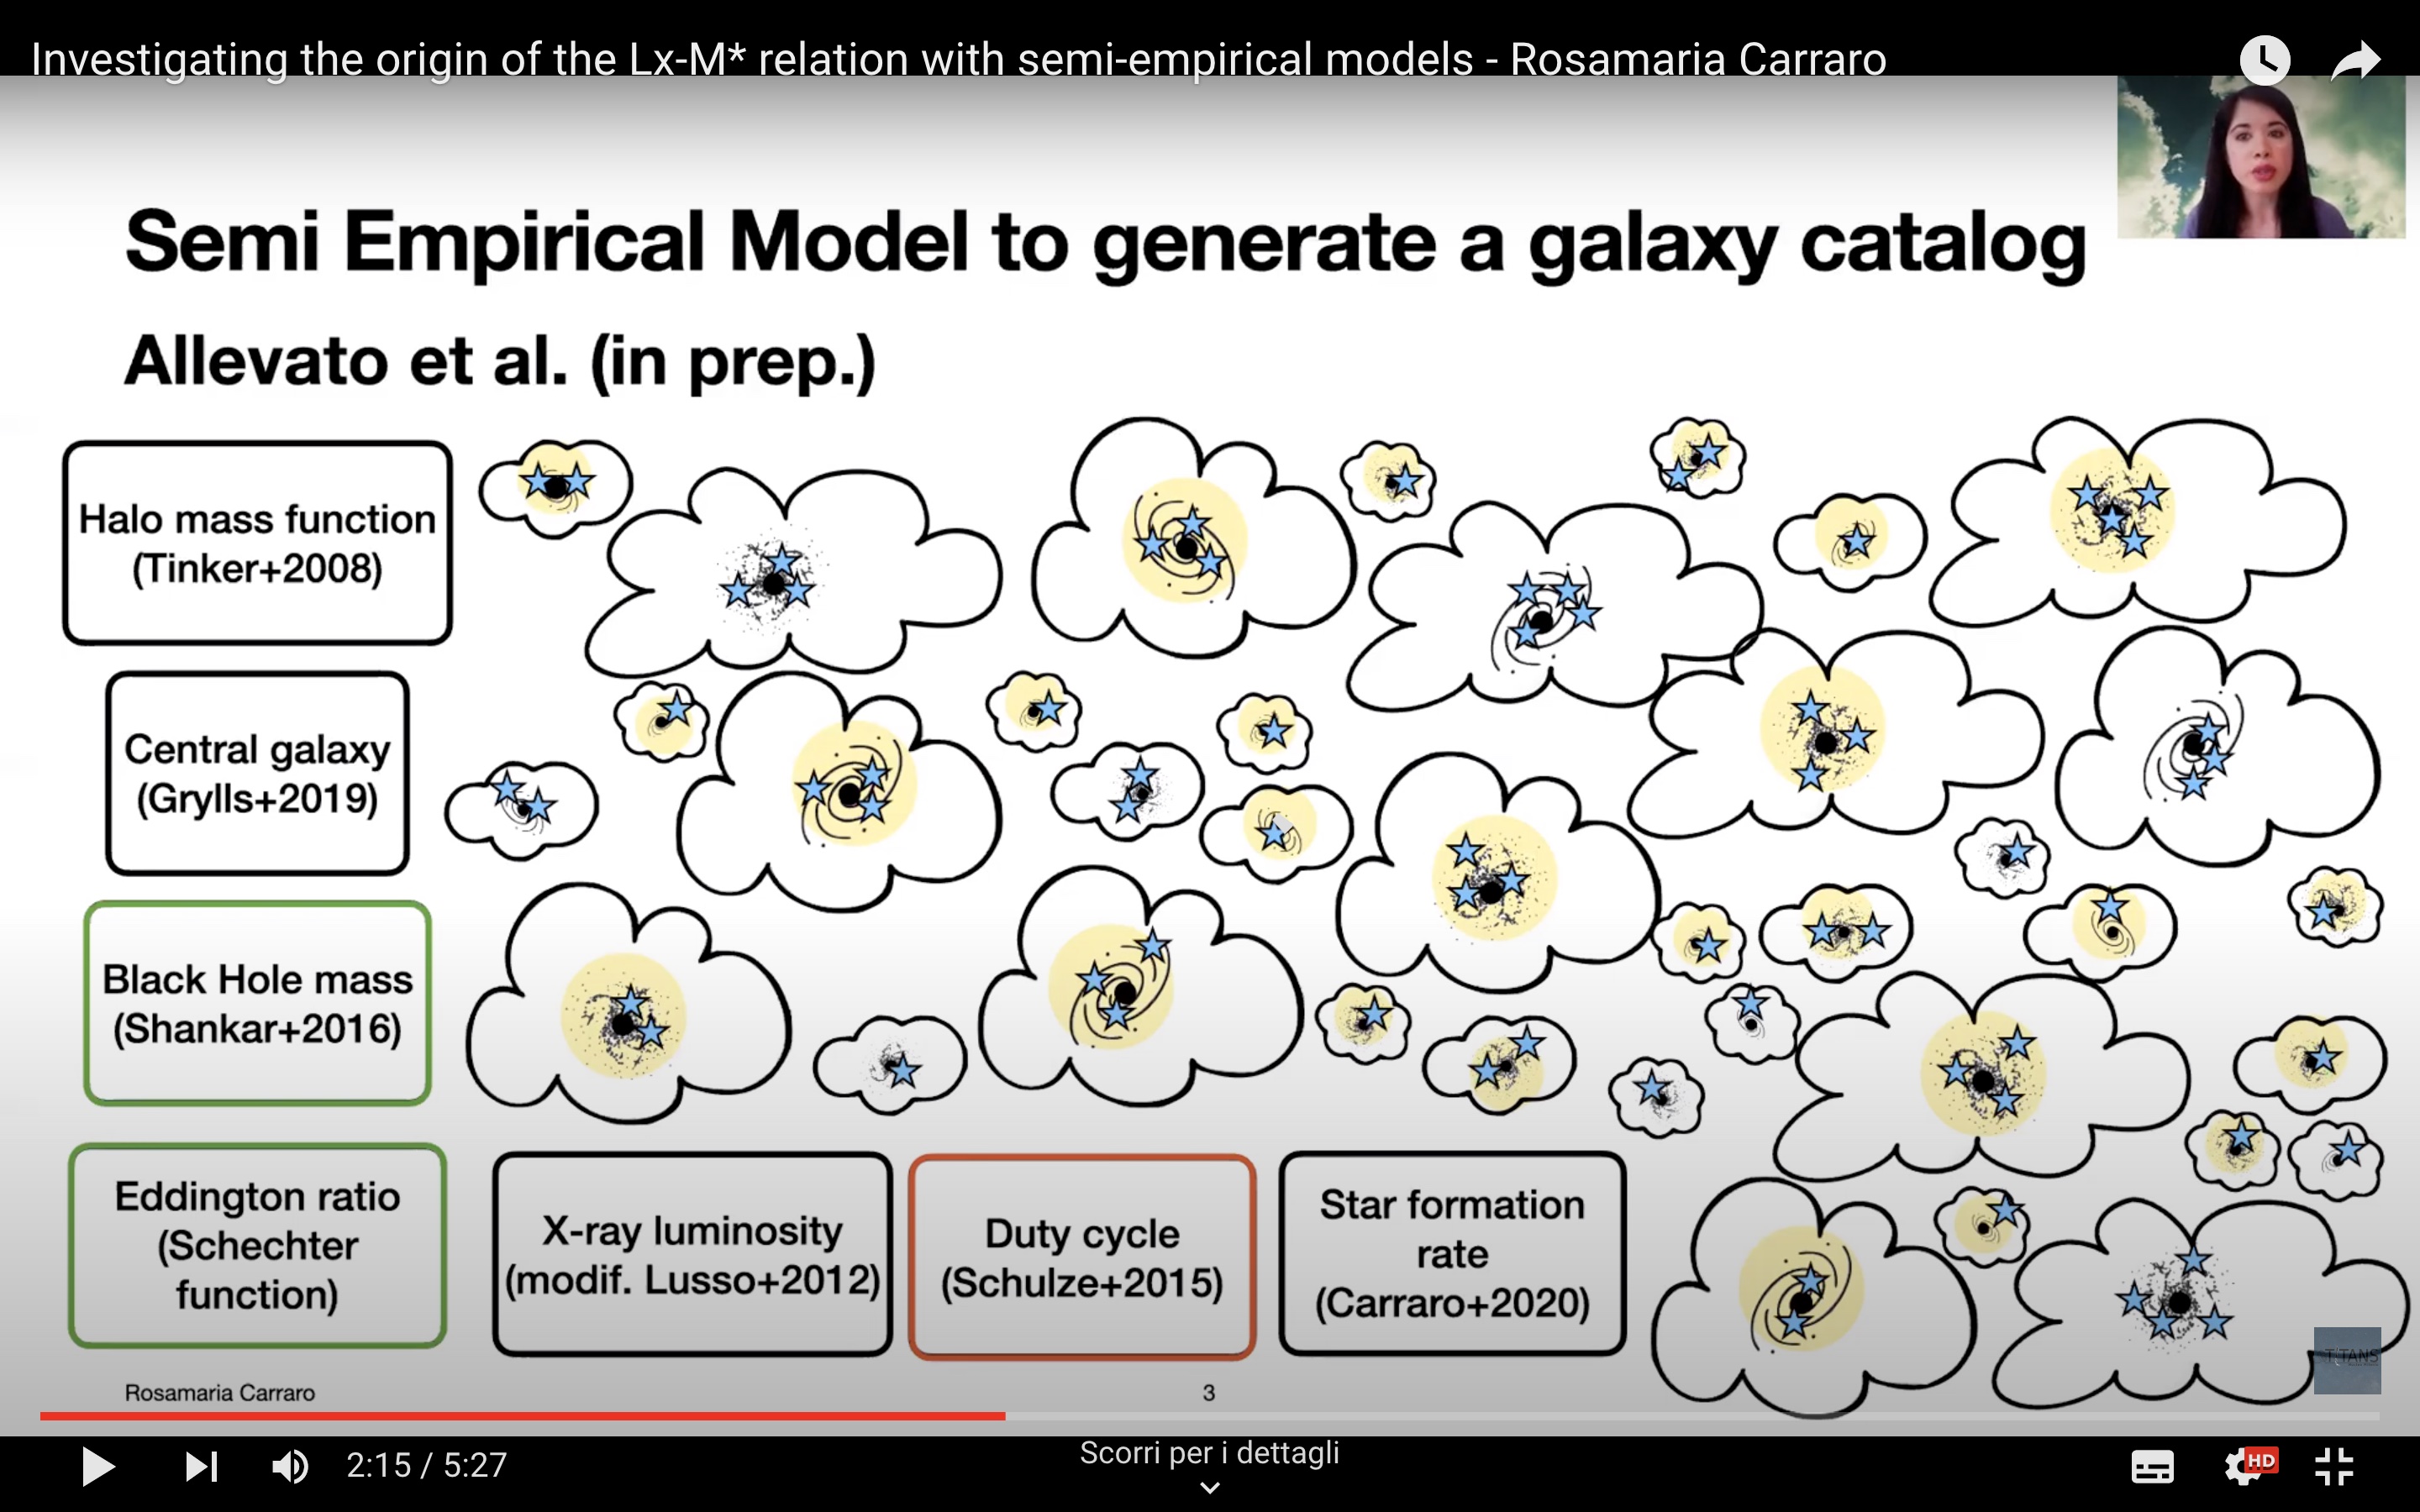 Investigating the origin of the Lx-M* relation with semi-empirical models - Rosamaria Carraro
Semi Empirical Model to generate a galaxy catalog
Allevato et al. (in prep.)
Halo mass function
(Tinker+2008)
Central galaxy
(Grylls+2019)
Black Hole mass
(Shankar+2016)
Eddington ratio
(Schechter
function)
X-ray luminosity
(modif. Lusso+2012)
Duty cycle
(Schulze+2015)
Star formation
rate
(Carraro+2020)
TITANS
Rosamaria Carraro
3
2:15 / 5:27
Scorri per i dettagli
HD